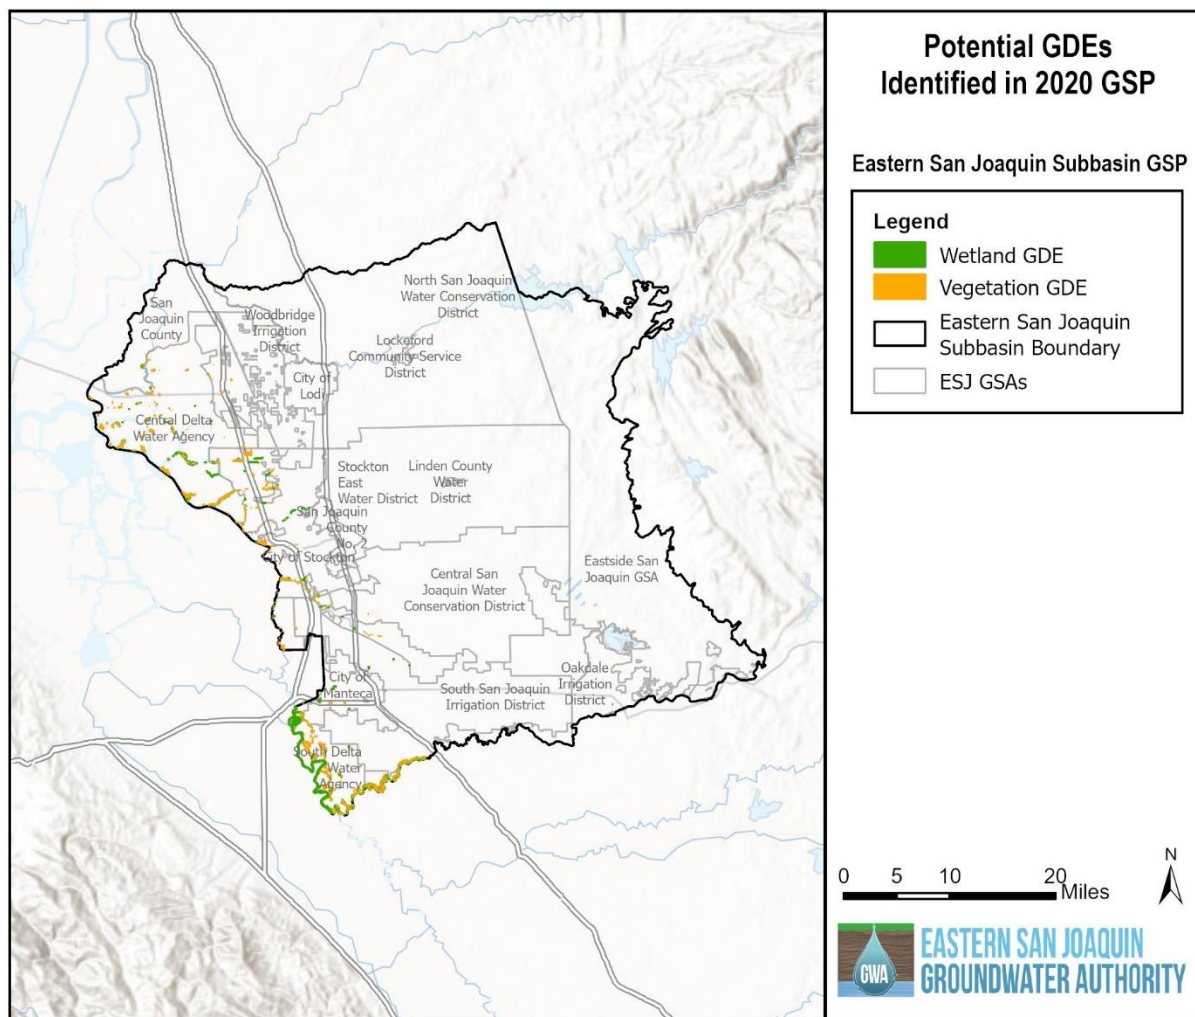 Potential GDEs
Identified in 2020 GSP
Eastern San Joaquin Subbasin GSP
Legend
Wetland GDE
Vegetation GDE
Eastern San Joaquin
Subbasin Boundary
ESJ GSAs
San
Joaquin
County
Woodbridge
Irrigation
District
North San Joaquin
Water Conservation
District
Lockeford
Community Service
District
City of
Lodi
Central Delta
Water Agency
Stockton
East
Water District
Linden County
Water
District
San Joaquin
County
No. 2
City of Stockton
Central San
Joaquin Water
Conservation District
Eastside San
Joaquin GSA
Oakdale
Irrigation
District
City of
Manteca
South San Joaquin
Irrigation District
South Delta
Water
Agency
0 5 10 20
Miles
N
GWA
EASTERN SAN JOAQUIN
GROUNDWATER AUTHORITY